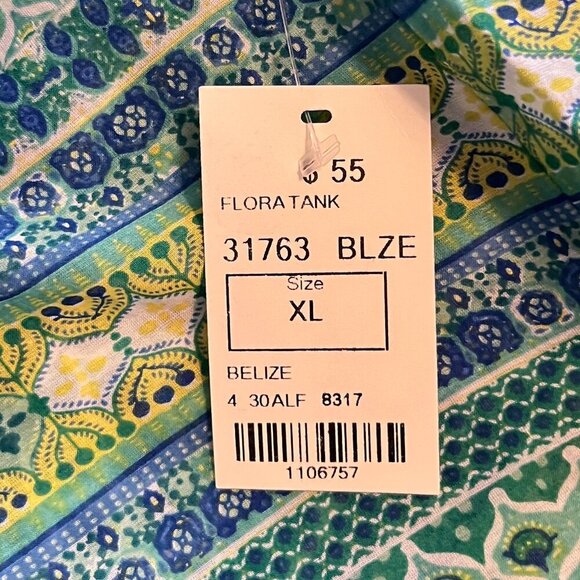 $ 55
FLORA TANK
31763 BLZE
Size
XL
BELIZE
4 30ALF 8317
1106757